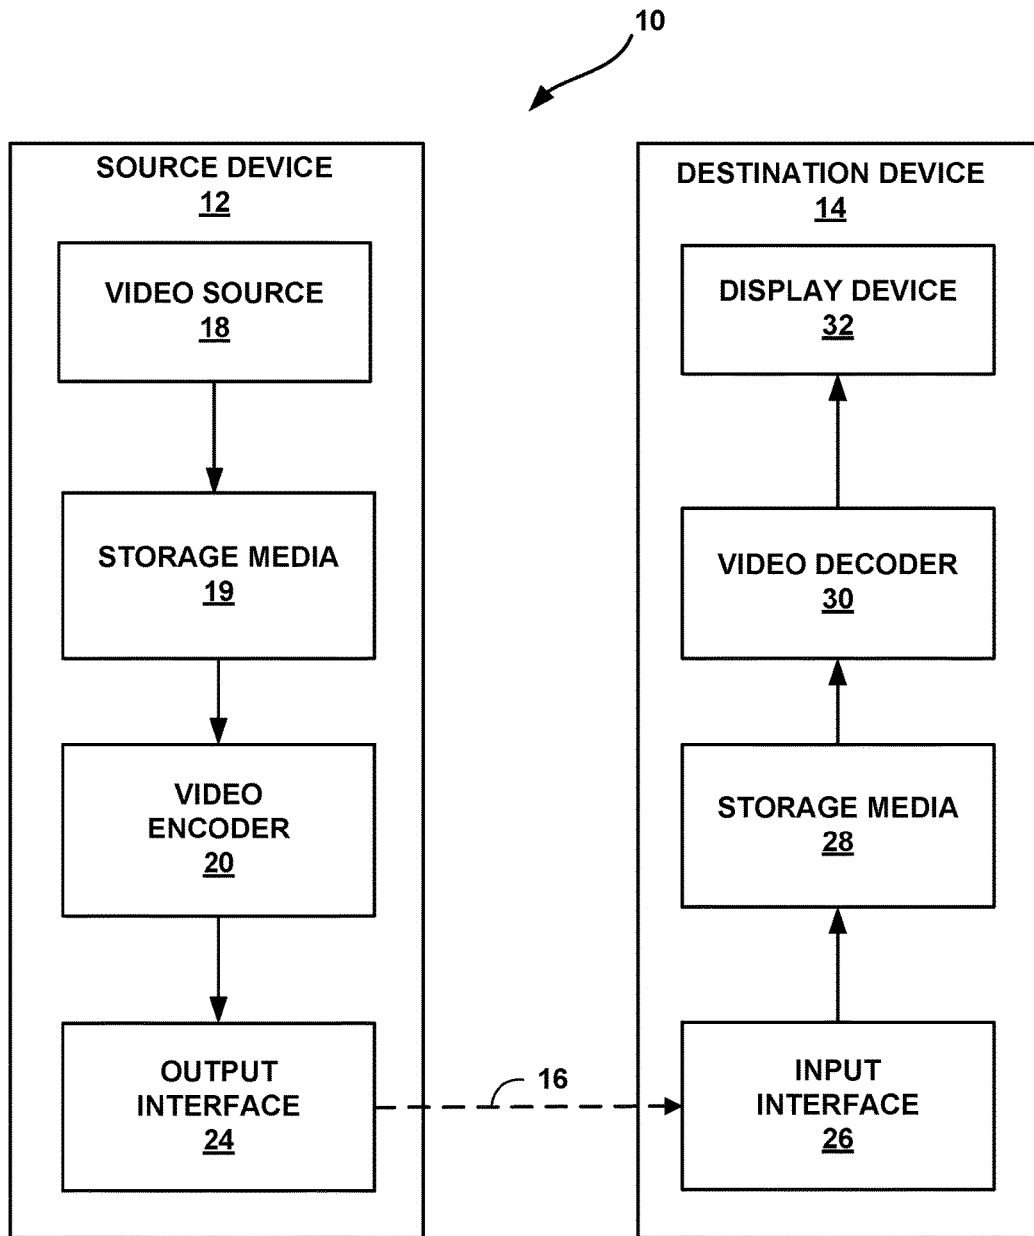 10
SOURCE DEVICE
12
VIDEO SOURCE
18
STORAGE MEDIA
19
VIDEO
ENCODER
20
OUTPUT
INTERFACE
24
16
DESTINATION DEVICE
14
DISPLAY DEVICE
32
VIDEO DECODER
30
STORAGE MEDIA
28
INPUT
INTERFACE
26